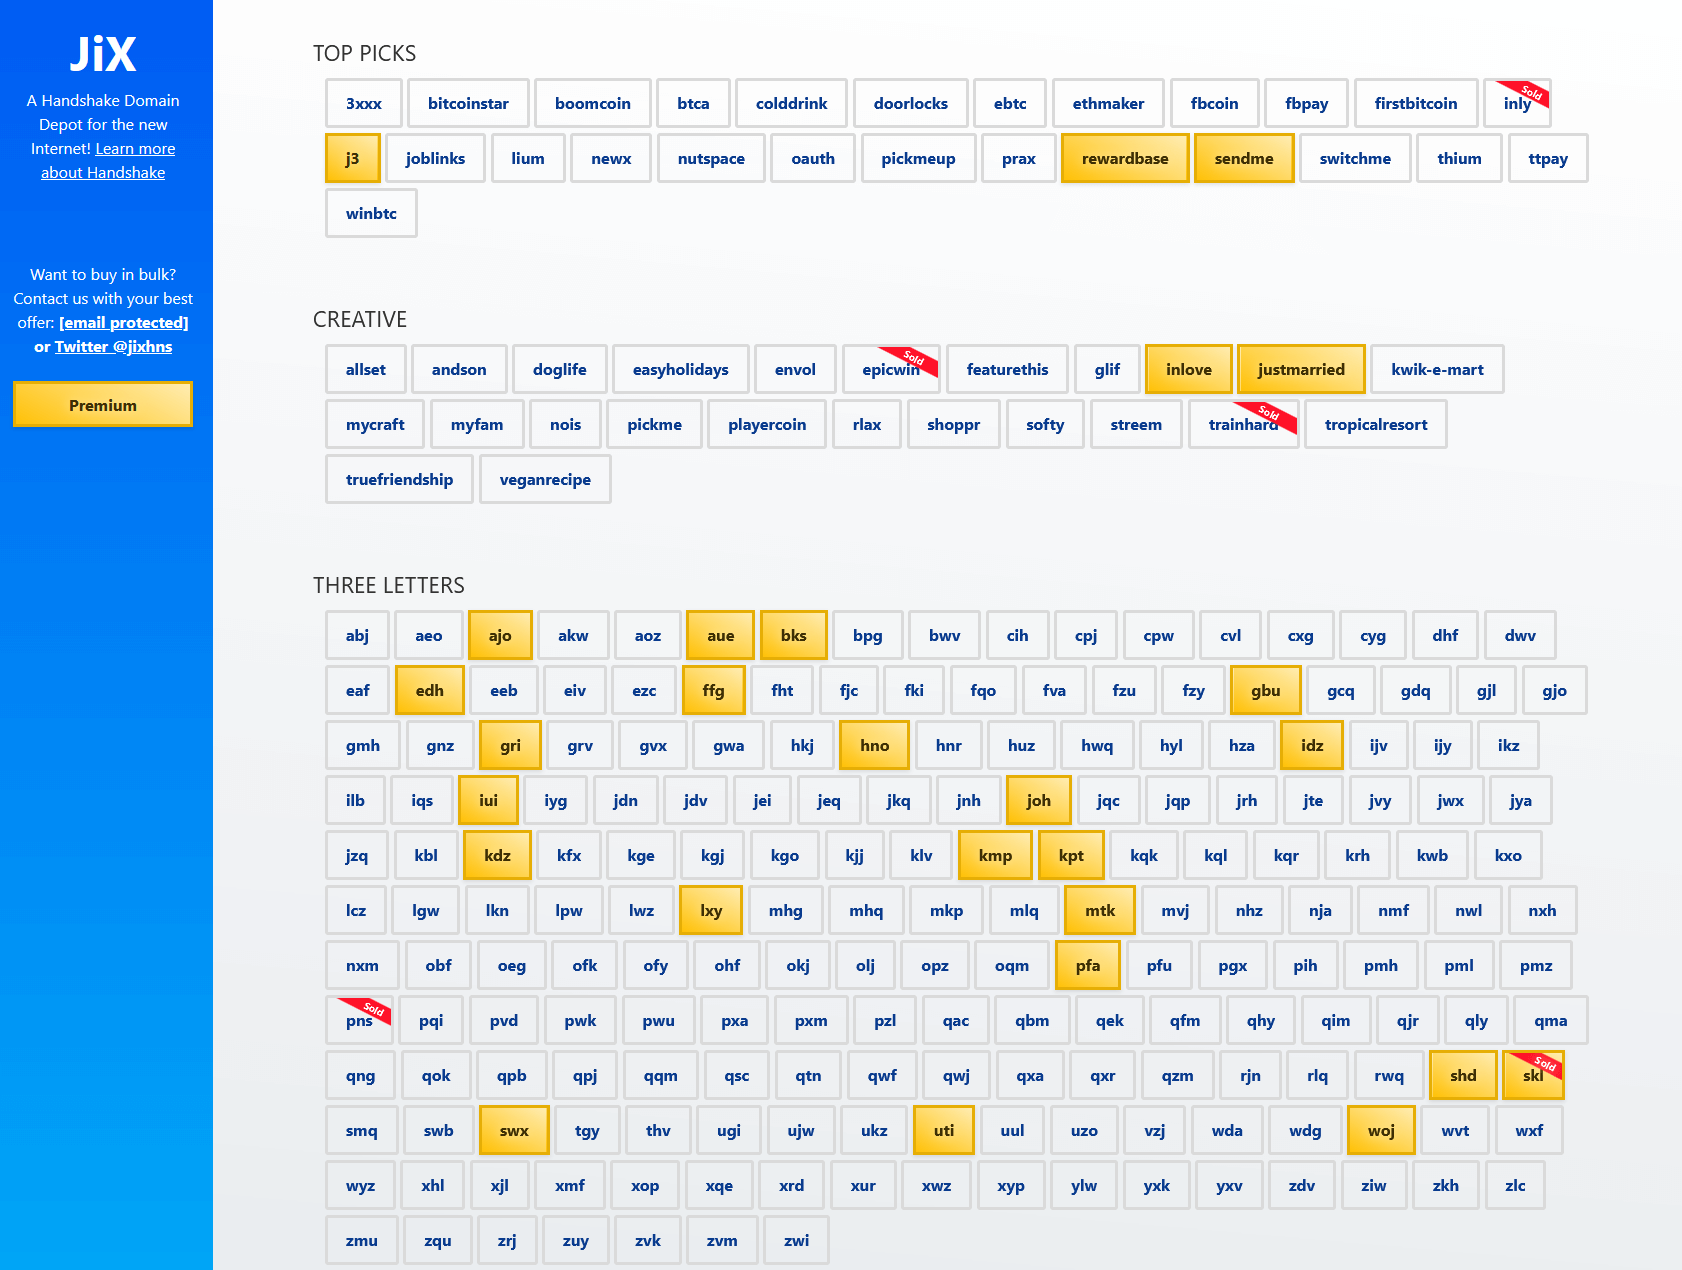 JiX
A Handshake Domain
Depot for the new
Internet! Learn more
about Handshake
Want to buy in bulk?
Contact us with your best
offer: [email protected]
or Twitter @jixhns
Premium
TOP PICKS
3xxx bitcoinstar boomcoin btca colddrink doorlocks ebtc ethmaker fbcoin fbpay firstbitcoin inly Sold
j3 joblinks lium newx nutspace oauth pickmeup prax rewardbase sendme switchme thium ttpay
winbtc
CREATIVE
allset andson doglife easyholidays envol epicwin Sold featurethis glif inlove justmarried kwik-e-mart
mycraft myfam nois pickme playercoin rlax shoppr softy streem trainhard Sold tropicalresort
truefriendship veganrecipe
THREE LETTERS
abj aeo ajo akw aoz aue bks bpg bwv cih cpj cpw cvl cxg cyg dhf dwv
eaf edh eeb eiv ezc ffg fht fjc fki fqo fva fzu fzy gbu gcq gdq gjl gjo
gmh gnz gri grv gvx gwa hkj hno hnr huz hwq hyl hza idz ijv ijy ikz
ilb iqs iui iyg jdn jdv jei jeq jkq jnh joh jqc jqp jrh jte jvy jwx jya
jzq kbl kdz kfx kge kgj kgo kjj klv kmp kpt kqk kql kqr krh kwb kxo
lcz lgw lkn lpw lwz lxy mhg mhq mkp mlq mtk mvj nhz nja nmf nwl nxh
nxm obf oeg ofk ofy ohf okj olj opz oqm pfa pfu pgx pih pmh pml pmz
pns Sold pqi pvd pwk pwu pxa pxm pzl qac qbm qek qfm qhy qim qjr qly qma
qng qok qpb qpj qqm qsc qtn qwf qwj qxa qxr qzm rjn rlq rwq shd skl Sold
smq swb swx tgy thv ugi ujw ukz uti uul uzo vzj wda wdg woj wvt wxf
wyz xhl xjl xmf xop xqe xrd xur xwz xyp ylw yxk yxv zdv ziw zkh zlc
zmu zqu zrj zuy zvk zvm zwi